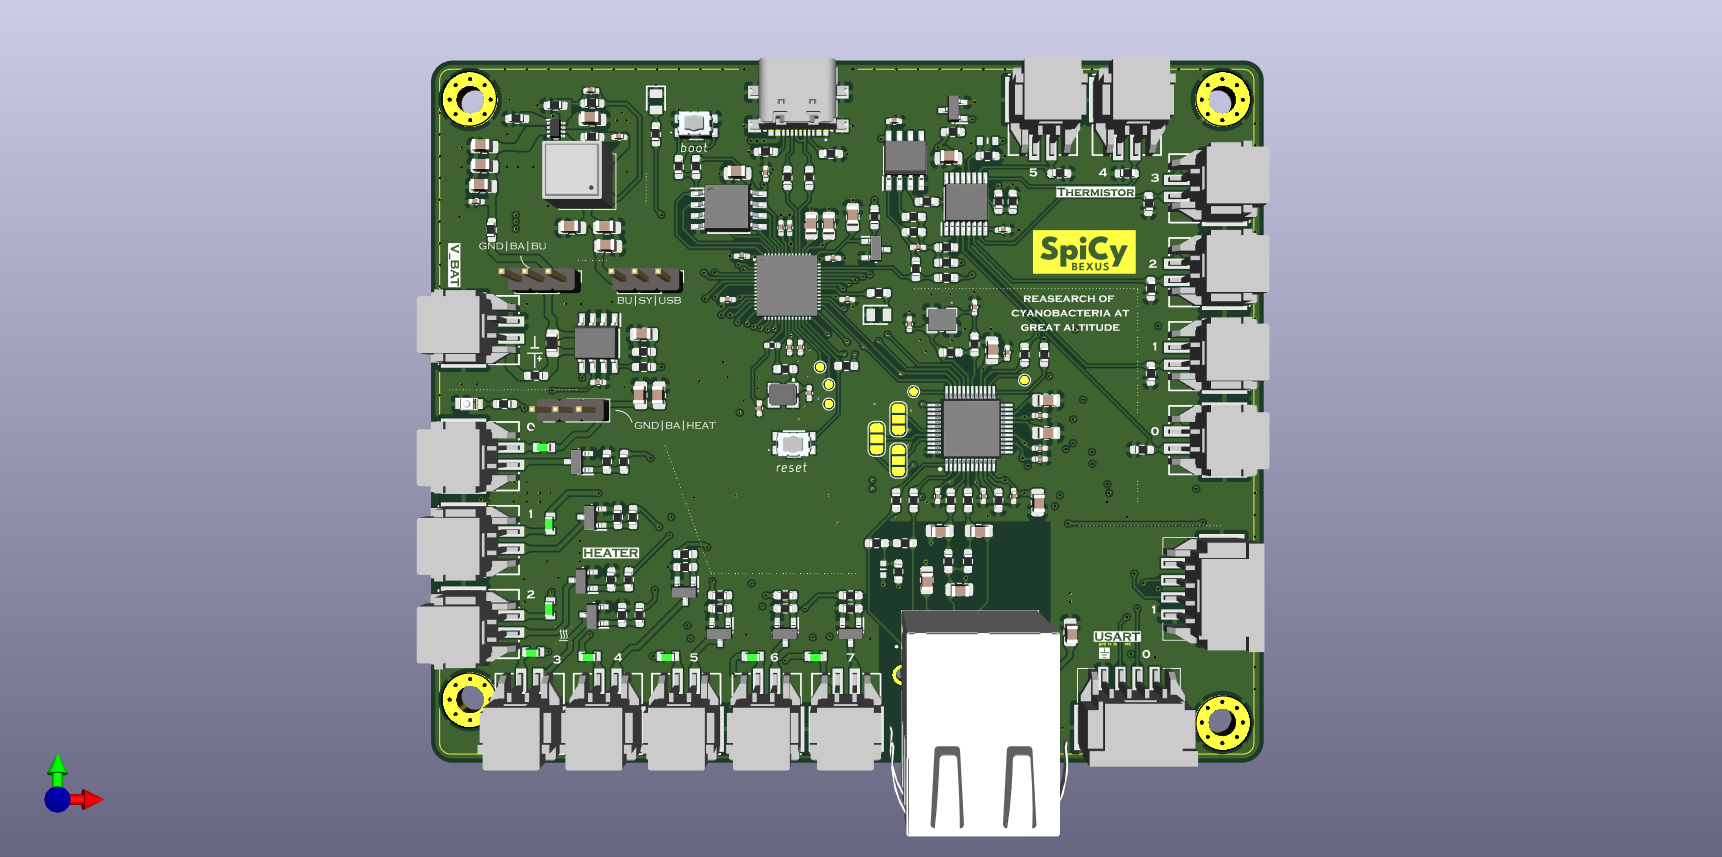 boot
5
4
3
THERMISTOR
GND|BA|BU
V_BAT
SpiCy
BEXUS
2
BU|SY|USB
REASEARCH OF
CYANOBACTERIA AT
GREAT ALTITUDE
1
+
GND|BA|HEAT
0
0
reset
1
HEATER
2
1
USART
0
3
4
5
6
7